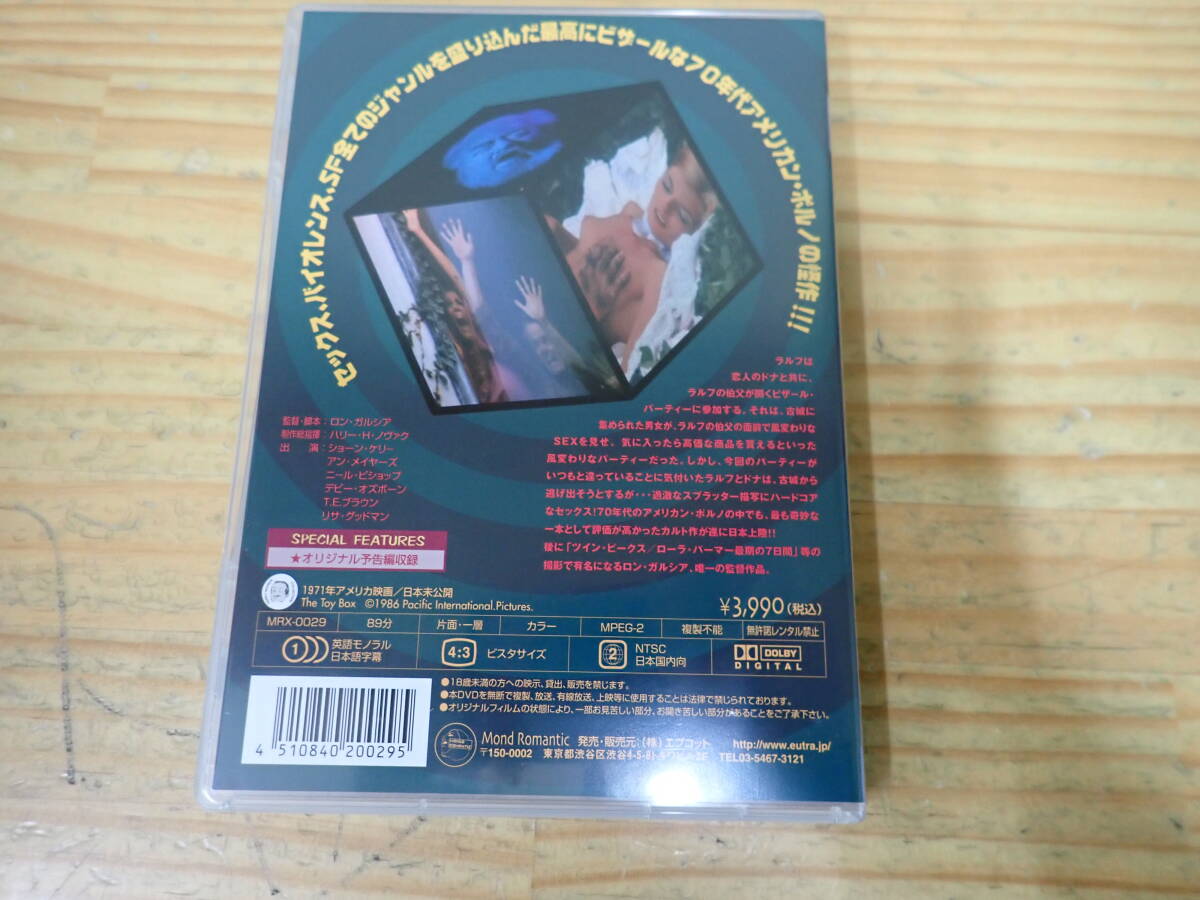 セックス、バイオレンス、SF全てのジャンルを盛り込んだ最高にビザールな70年代アメリカン・ポルノの怪作!!!
ラルフは
恋人のドナと共に、
ラルフの伯父が開くビザール・
パーティーに参加する。それは、古城に
集められた男女が、ラルフの伯父の面前で風変わりな
SEXを見せ、気に入ったら高価な商品を貰えるといった
風変わりなパーティーだった。しかし、今回のパーティーが
いつもと違っていることに気付いたラルフとドナは、古城から
逃げ出そうとするが・・・過激なスプラッター描写にハードコア
なセックス!70年代のアメリカン・ポルノの中でも、最も奇妙な
一本として評価が高かったカルト作が遂に日本上陸!!
後に「ツイン・ピークス/ローラ・パーマー最期の7日間」等の
撮影で有名になるロン・ガルシア、唯一の監督作品。
監督・脚本:ロン・ガルシア
制作総指揮:ハリー・H・ノヴァク
出 演:ショーン・ケリー
アン・メイヤーズ
ニール・ビショップ
デビー・オズボーン
T.E.ブラウン
リサ・グッドマン
SPECIAL FEATURES
★オリジナル予告編収録
1971年アメリカ映画/日本未公開
The Toy Box ©1986 Pacific International.Pictures.
¥3,990(税込)
MRX-0029 89分 片面・一層 カラー MPEG-2 複製不能 無許諾レンタル禁止
1 英語モノラル
日本語字幕
4:3 ビスタサイズ
2 NTSC
日本国内向
DOLBY
DIGITAL
●18歳未満の方への映示、貸出、販売を禁じます。
●本DVDを無断で複製、放送、有線放送、上映等に使用することは法律で禁じられております。
●オリジナルフィルムの状態により、一部お見苦しい部分、お聞き苦しい部分があることをご了承下さい。
4 510840 200295
Mond Romantic 発売・販売元:(株)エプコット http://www.eutra.jp/
〒150-0002 東京都渋谷区渋谷4-5-8 TEL03-5467-3121